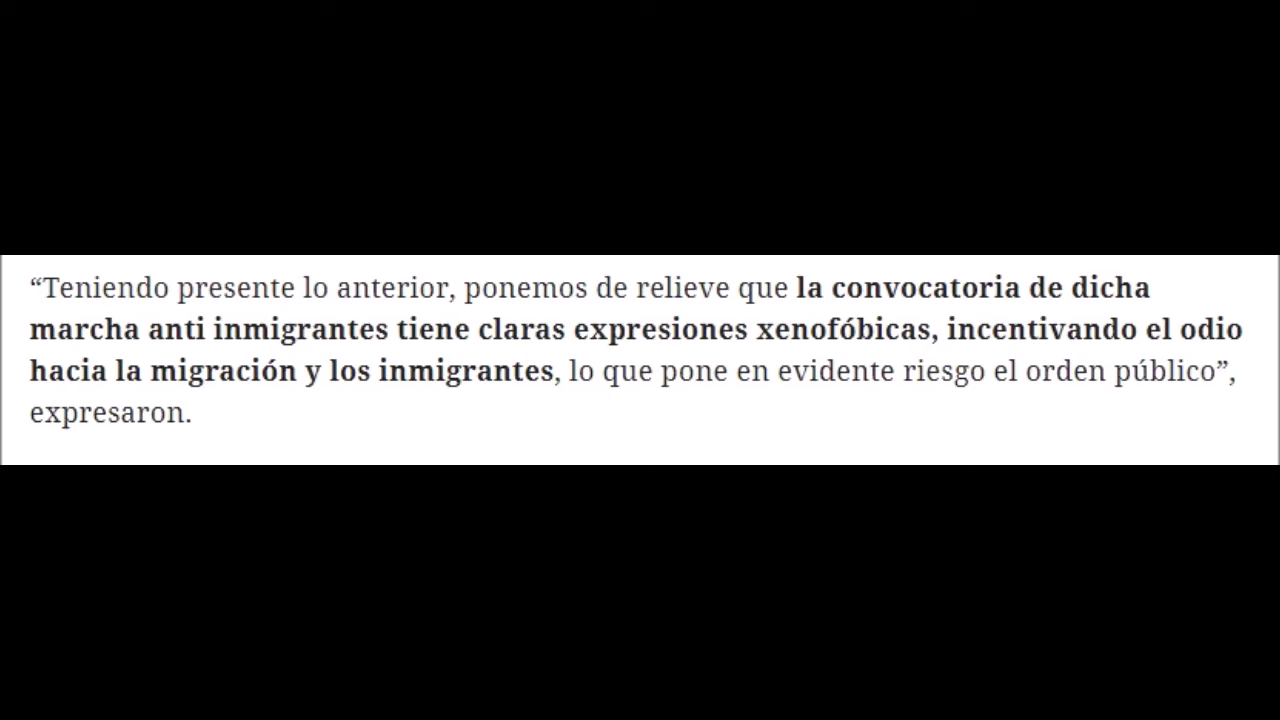 “Teniendo presente lo anterior, ponemos de relieve que la convocatoria de dicha
marcha anti inmigrantes tiene claras expresiones xenofóbicas, incentivando el odio
hacia la migración y los inmigrantes, lo que pone en evidente riesgo el orden público”,
expresaron.